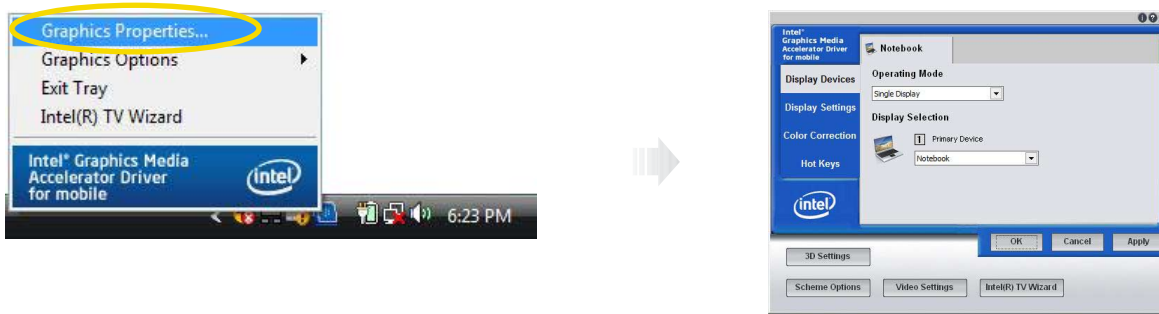 Graphics Properties...
Graphics Options
Exit Tray
Intel(R) TV Wizard
Intel® Graphics Media
Accelerator Driver
for mobile
intel
6:23 PM
Intel®
Graphics Media
Accelerator Driver
for mobile
Notebook
Display Devices
Operating Mode
Single Display
Display Settings
Display Selection
Color Correction
1 Primary Device
Notebook
Hot Keys
intel
OK Cancel Apply
3D Settings
Scheme Options Video Settings Intel(R) TV Wizard